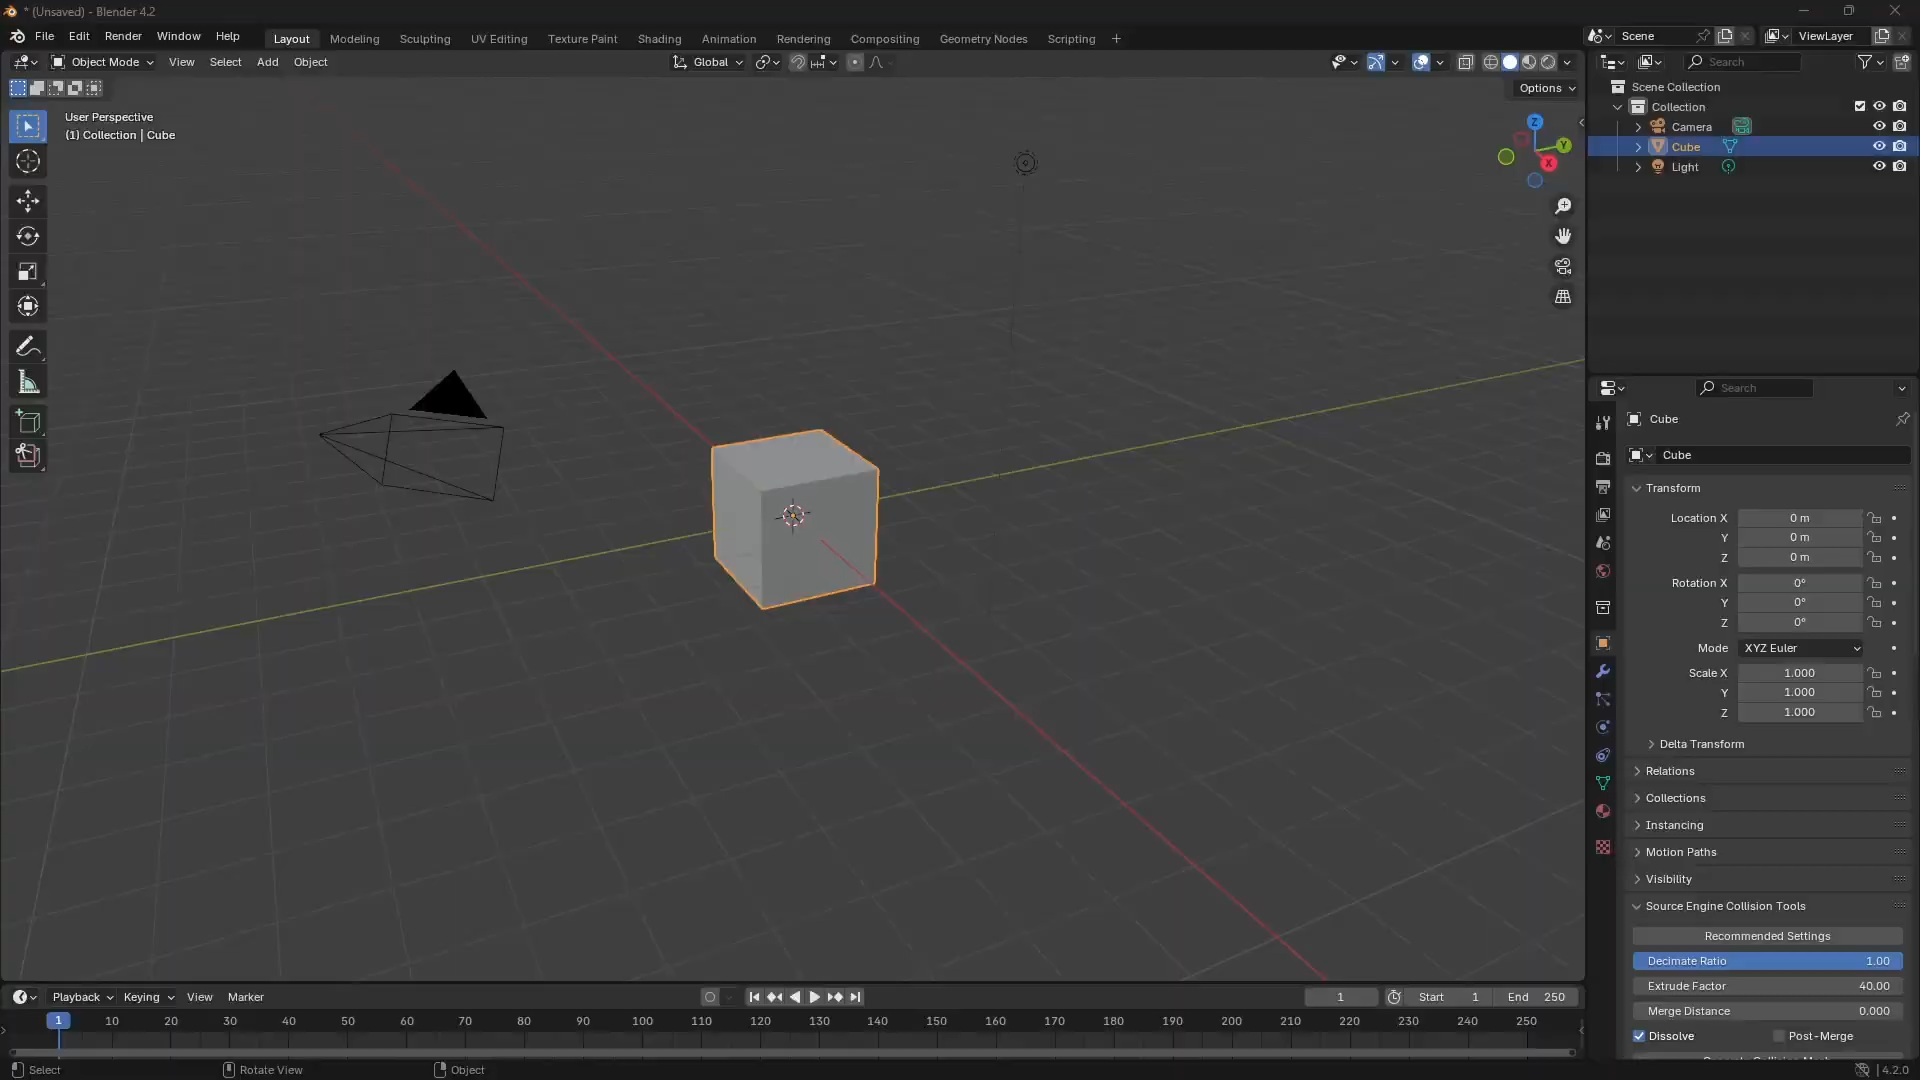 * (Unsaved) - Blender 4.2
File Edit Render Window Help
Layout Modeling Sculpting UV Editing Texture Paint Shading Animation Rendering Compositing Geometry Nodes Scripting +
Scene
ViewLayer
Object Mode View Select Add Object
Global
Search
Options
User Perspective
(1) Collection | Cube
Z
Y
X
Scene Collection
Collection
Camera
Cube
Light
Search
Cube
Cube
Transform
Location X 0 m
Y 0 m
Z 0 m
Rotation X 0°
Y 0°
Z 0°
Mode XYZ Euler
Scale X 1.000
Y 1.000
Z 1.000
Delta Transform
Relations
Collections
Instancing
Motion Paths
Visibility
Source Engine Collision Tools
Recommended Settings
Decimate Ratio 1.00
Extrude Factor 40.00
Merge Distance 0.000
Dissolve Post-Merge
Playback Keying View Marker
1 Start 1 End 250
1 10 20 30 40 50 60 70 80 90 100 110 120 130 140 150 160 170 180 190 200 210 220 230 240 250
Select Rotate View Object 4.2.0